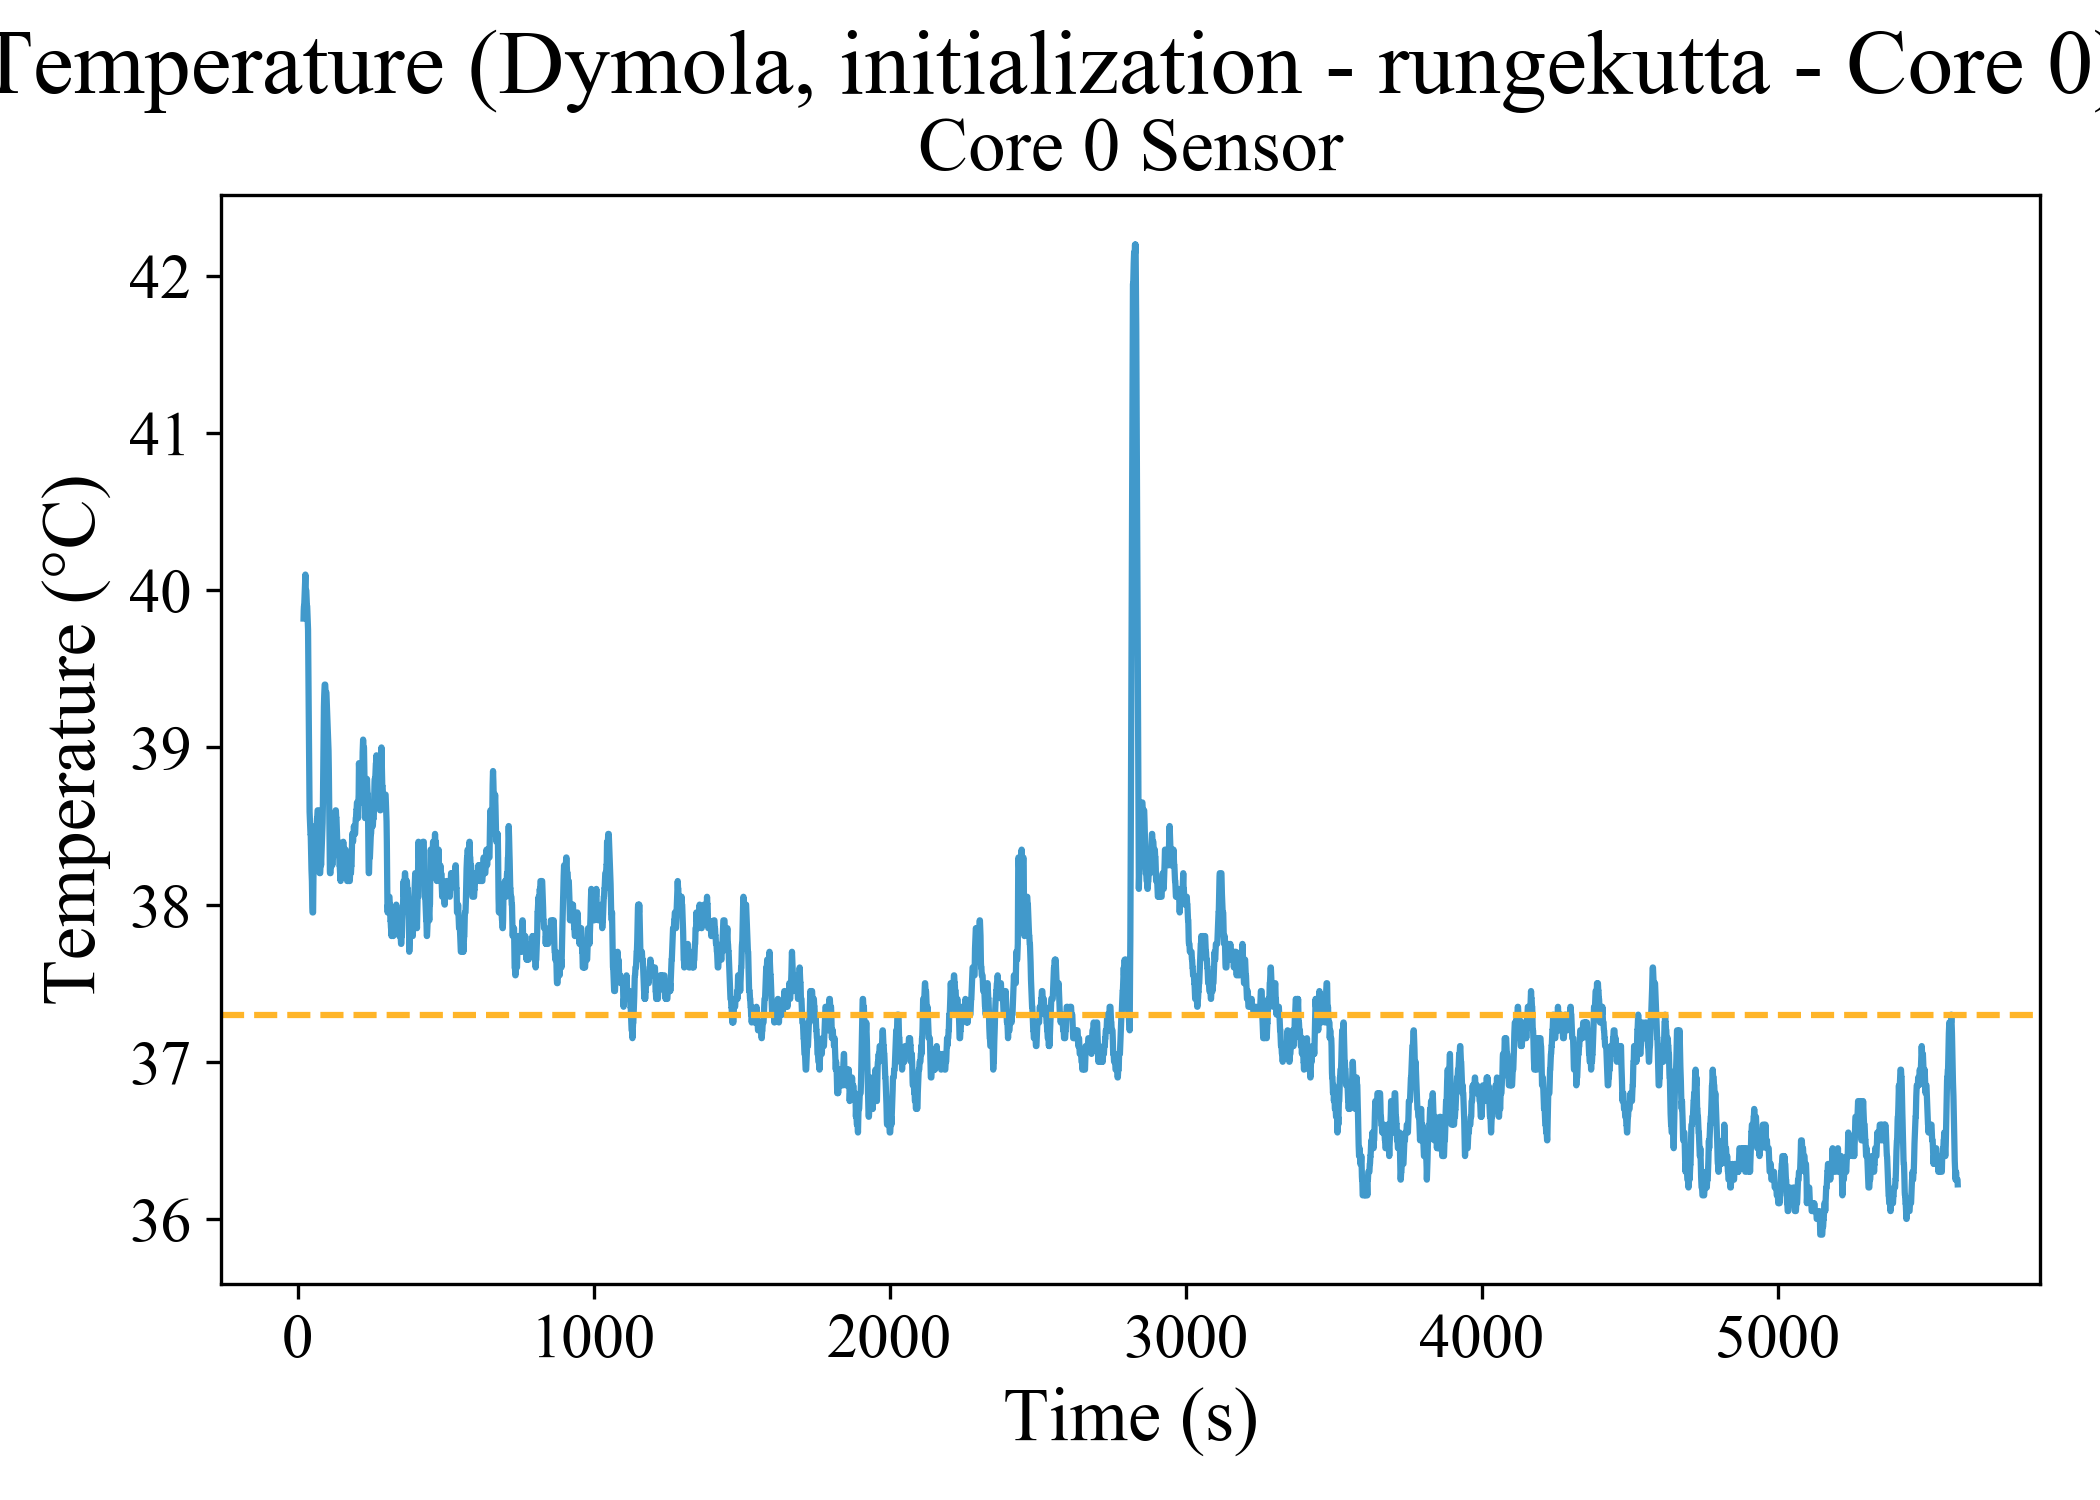 Temperature (Dymola, initialization - rungekutta - Core 0)
Core 0 Sensor
Temperature (°C)
42
41
40
39
38
37
36
0 1000 2000 3000 4000 5000
Time (s)